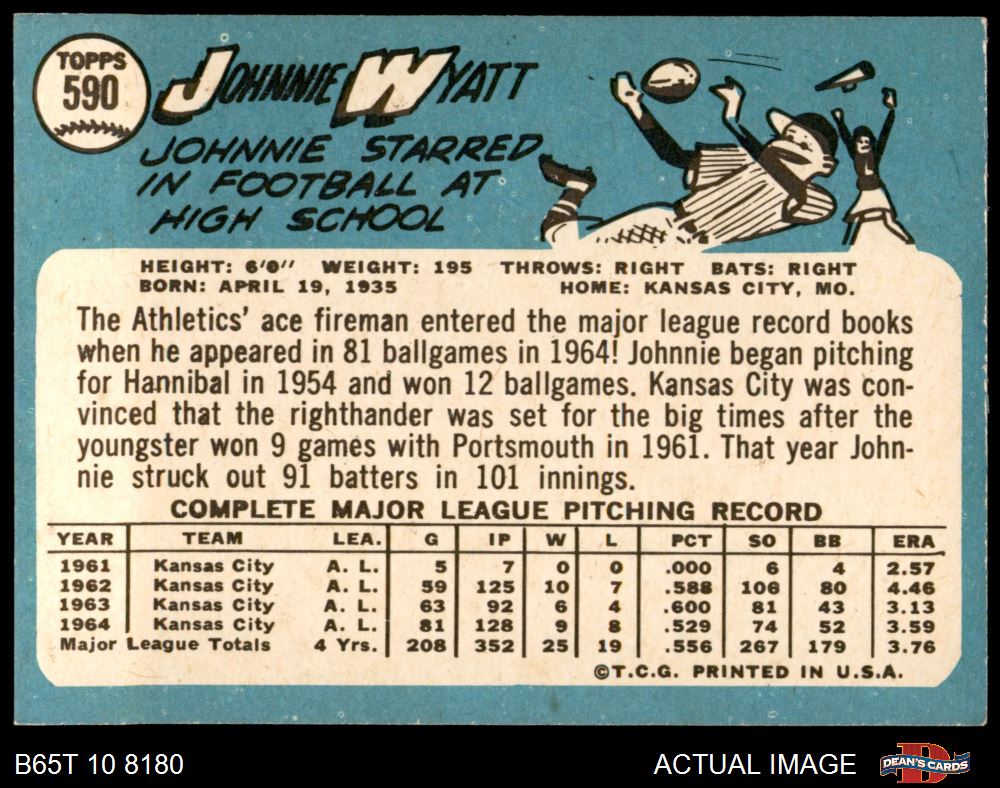 TOPPS
590
JOHNNIE WYATT
JOHNNIE STARRED
IN FOOTBALL AT
HIGH SCHOOL
HEIGHT: 6'0" WEIGHT: 195 THROWS: RIGHT BATS: RIGHT
BORN: APRIL 19, 1935 HOME: KANSAS CITY, MO.
The Athletics' ace fireman entered the major league record books
when he appeared in 81 ballgames in 1964! Johnnie began pitching
for Hannibal in 1954 and won 12 ballgames. Kansas City was con-
vinced that the righthander was set for the big times after the
youngster won 9 games with Portsmouth in 1961. That year John-
nie struck out 91 batters in 101 innings.
COMPLETE MAJOR LEAGUE PITCHING RECORD
YEAR TEAM LEA. G IP W L PCT SO BB ERA
1961 Kansas City A. L. 5 7 0 0 .000 6 4 2.57
1962 Kansas City A. L. 59 125 10 7 .588 106 80 4.46
1963 Kansas City A. L. 63 92 6 4 .600 81 43 3.13
1964 Kansas City A. L. 81 128 9 8 .529 74 52 3.59
Major League Totals 4 Yrs. 208 352 25 19 .556 267 179 3.76
©T.C.G. PRINTED IN U.S.A.
B65T 10 8180 ACTUAL IMAGE D DEAN'S CARDS